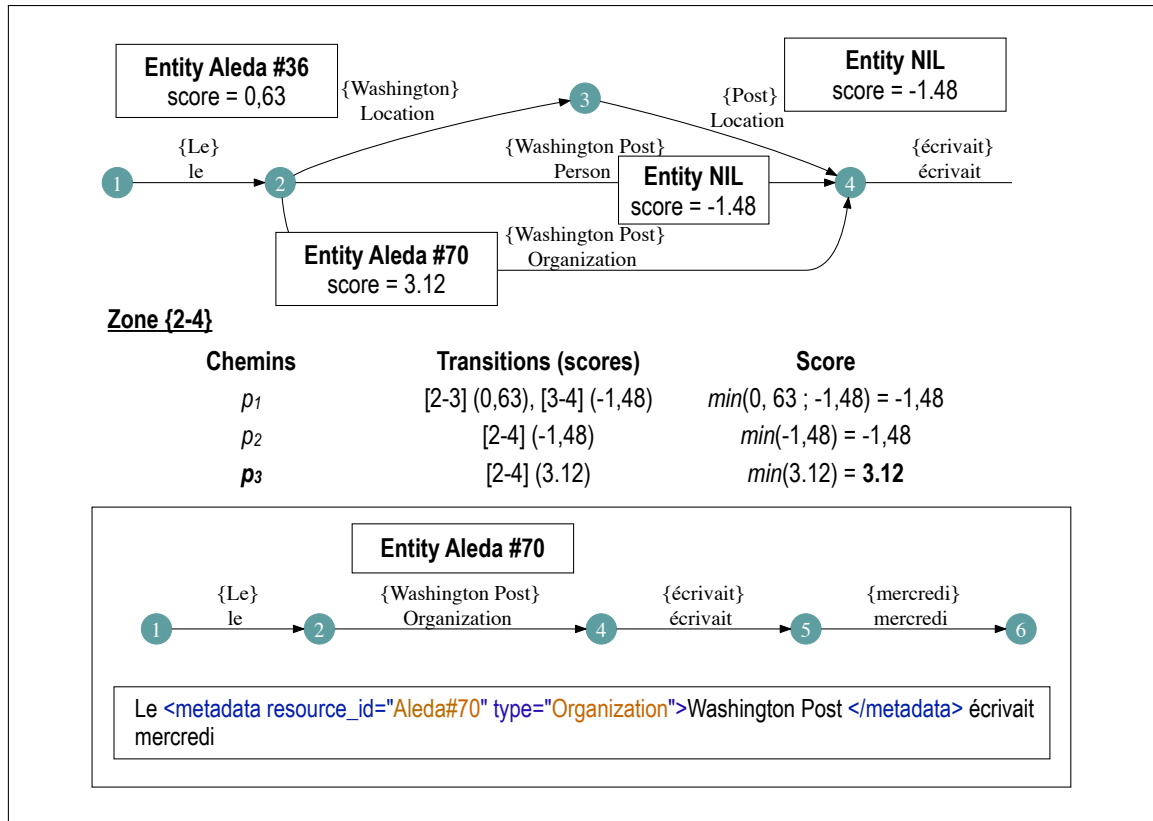 Entity Aleda #36
score = 0,63
{Washington}
Location
3
{Post}
Location
Entity NIL
score = -1.48
{Le}
le
1
2
{Washington Post}
Person
Entity NIL
score = -1.48
4
{écrivait}
écrivait
Entity Aleda #70
score = 3.12
{Washington Post}
Organization
Zone {2-4}
Chemins Transitions (scores) Score
p1 [2-3] (0,63), [3-4] (-1,48) min(0, 63 ; -1,48) = -1,48
p2 [2-4] (-1,48) min(-1,48) = -1,48
p3 [2-4] (3.12) min(3.12) = 3.12
Entity Aleda #70
{Le}
le
{Washington Post}
Organization
{écrivait}
écrivait
{mercredi}
mercredi
1 2 4 5 6
Le <metadata resource_id="Aleda#70" type="Organization">Washington Post </metadata> écrivait
mercredi